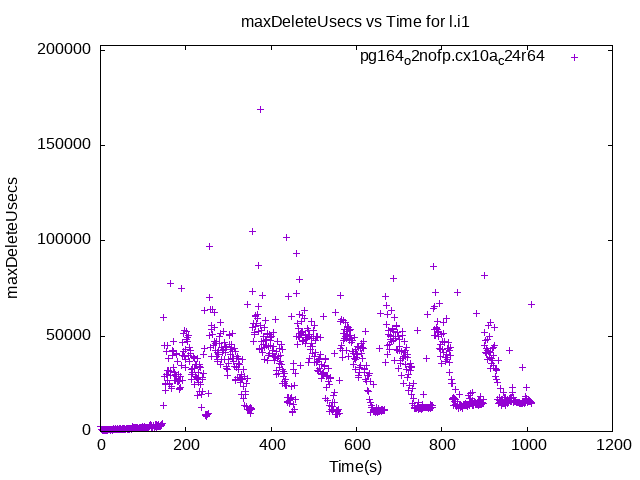 maxDeleteUsecs vs Time for l.i1
pg164o2nofp.cx10ac24r64
200000
150000
100000
50000
0
maxDeleteUsecs
0 200 400 600 800 1000 1200
Time(s)